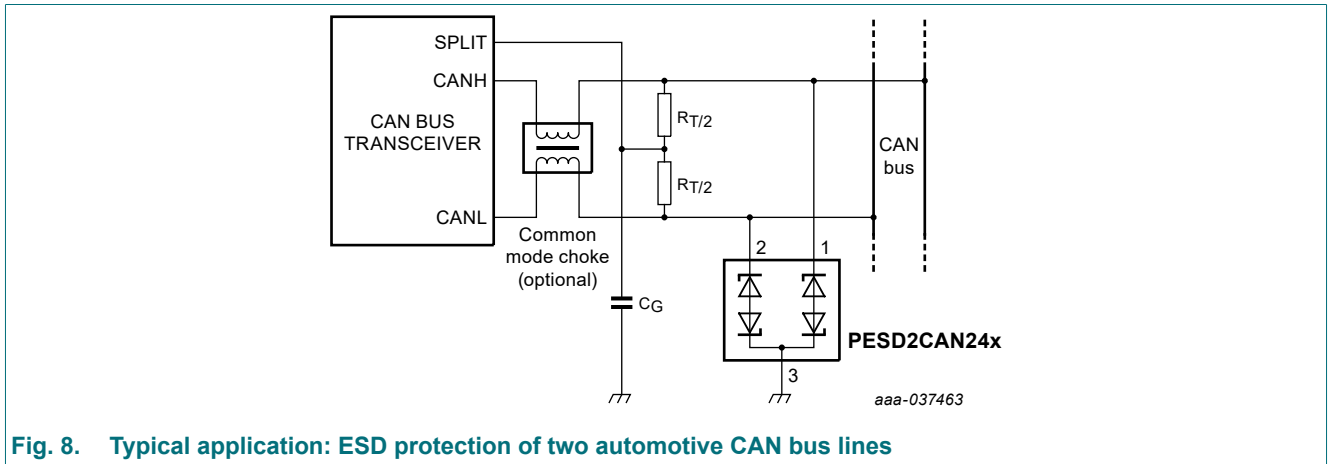 SPLIT
CANH
CAN BUS
TRANSCEIVER
CANL
Common
mode choke
(optional)
RT/2
RT/2
CG
CAN
bus
2
1
PESD2CAN24x
3
aaa-037463
Fig. 8. Typical application: ESD protection of two automotive CAN bus lines